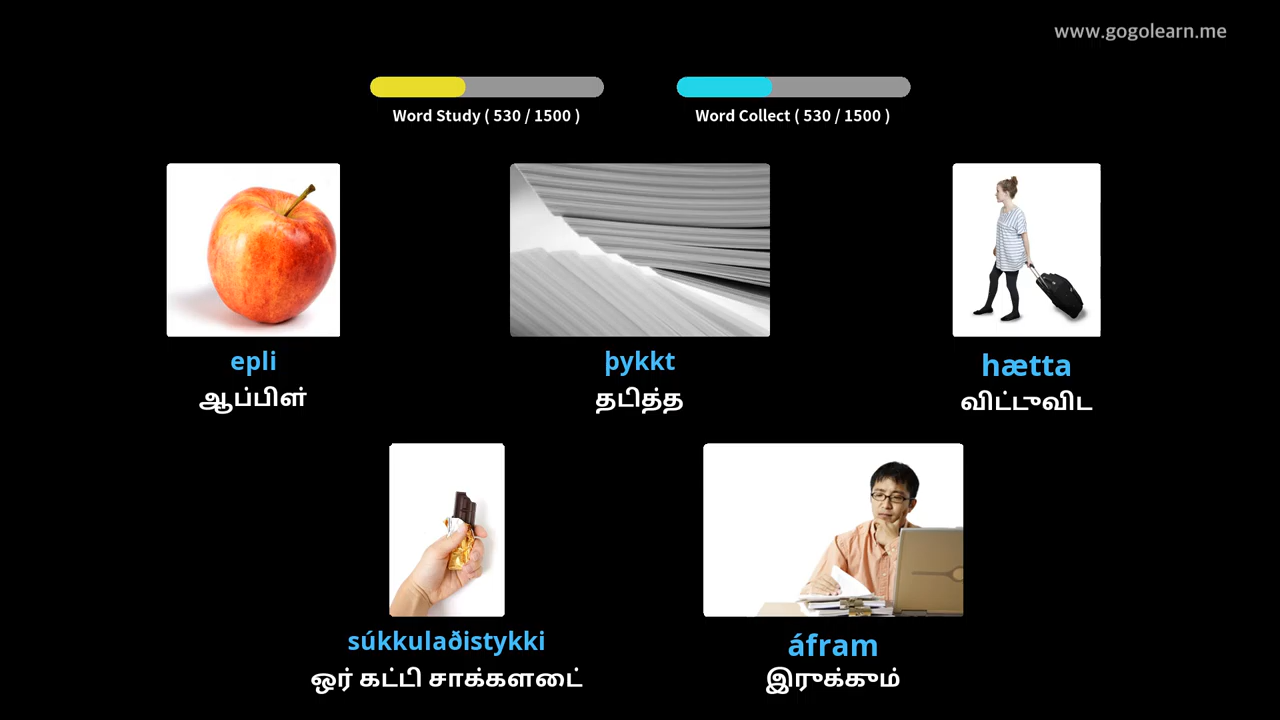 www.gogolearn.me
Word Study ( 530 / 1500 )
Word Collect ( 530 / 1500 )
epli
ஆப்பிள்
þykkt
தடித்த
hætta
விட்டுவிட
súkkulaðistykki
ஒர் கட்டி சாக்களடைட்
áfram
இருக்கும்